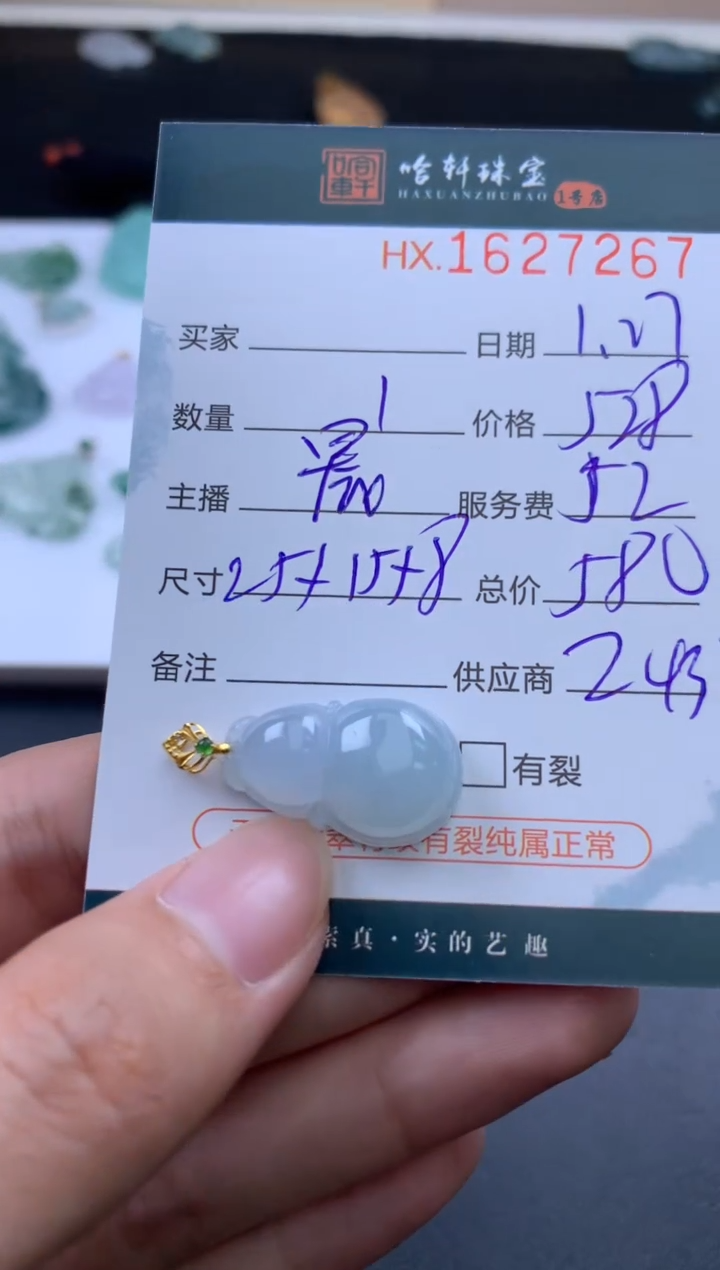 哈轩珠宝
HAXUANZHUBAO 1号店
HX.1627267
买家 日期 1.27
数量 1 价格 528
主播 服务费 52
尺寸 25×15×8 总价 580
备注 供应商 243
有裂
有裂纯属正常
真·实的艺趣